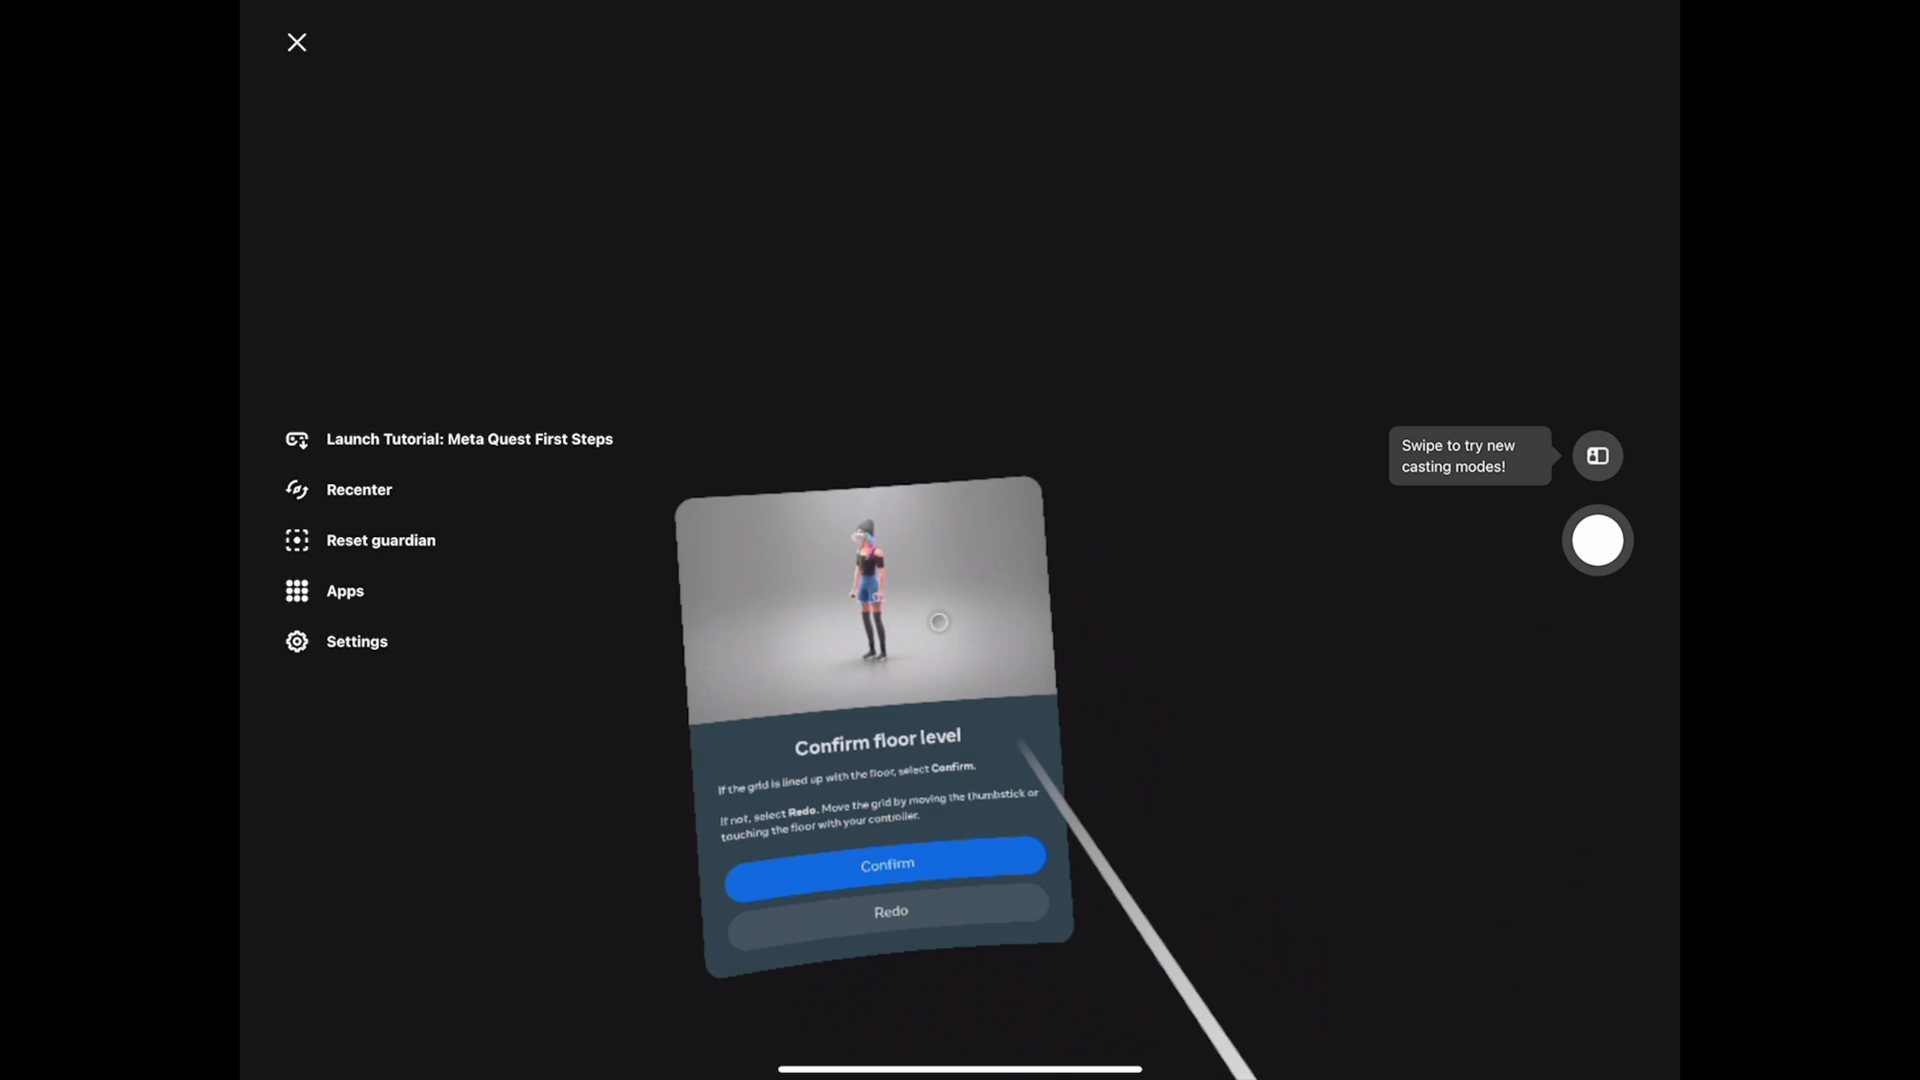 Launch Tutorial: Meta Quest First Steps
Recenter
Reset guardian
Apps
Settings
Swipe to try new
casting modes!
Confirm floor level
If the grid is lined up with the floor, select Confirm.
If not, select Redo. Move the grid by moving the thumbstick or
touching the floor with your controller.
Confirm
Redo